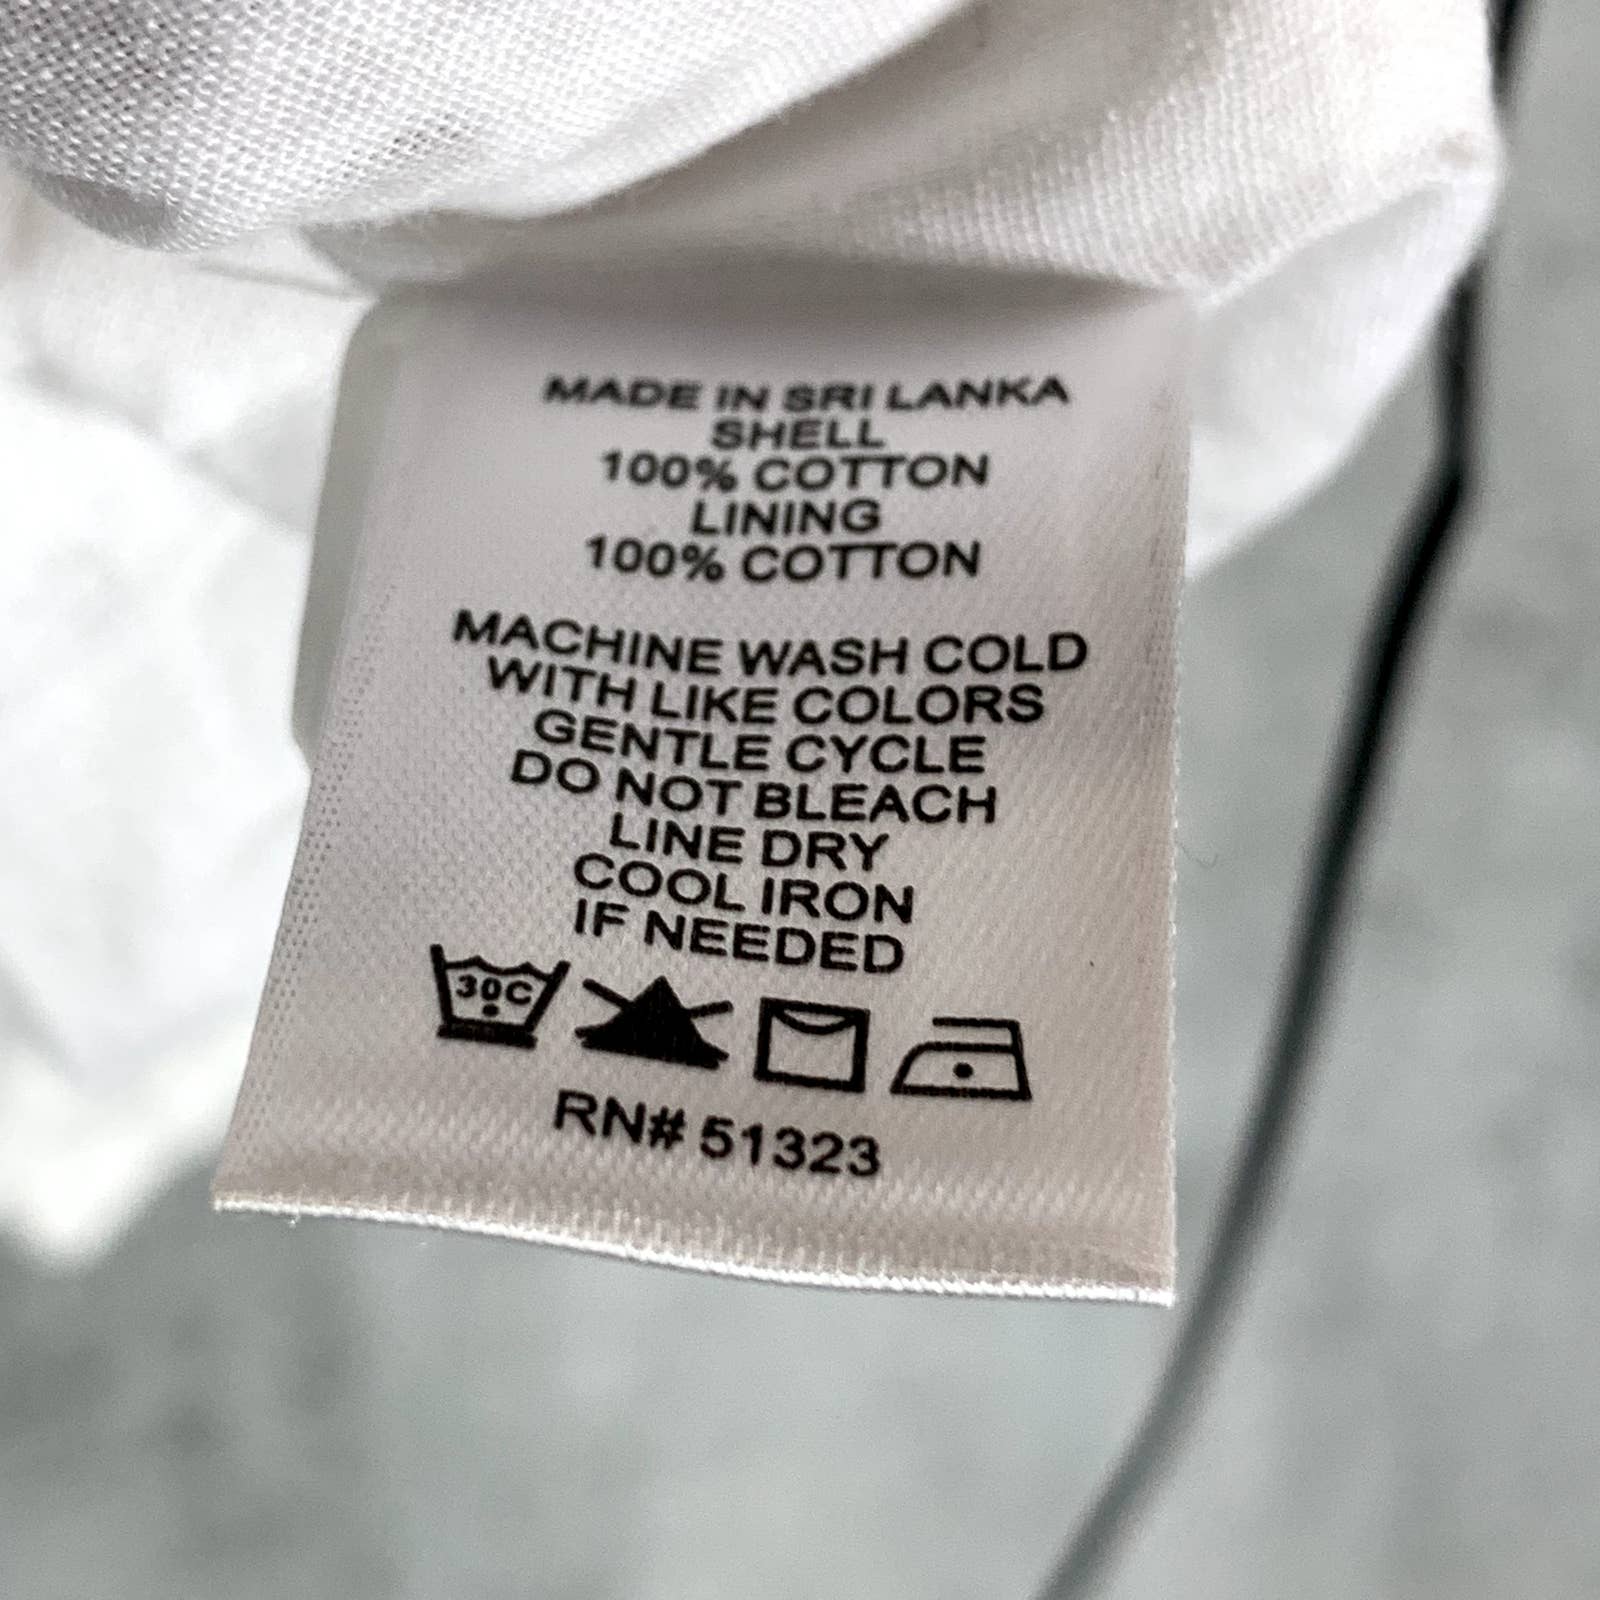 MADE IN SRI LANKA
SHELL
100% COTTON
LINING
100% COTTON
MACHINE WASH COLD
WITH LIKE COLORS
GENTLE CYCLE
DO NOT BLEACH
LINE DRY
COOL IRON
IF NEEDED
30C
RN# 51323